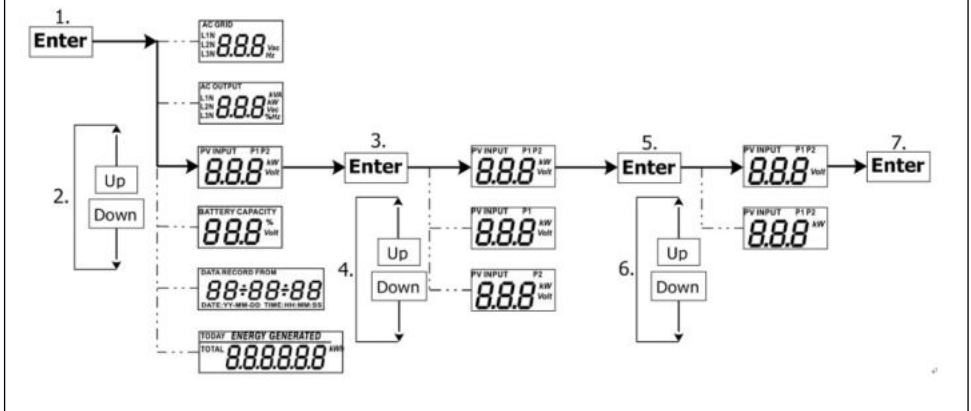 1.
Enter
AC GRID
L1N
L2N
L3N
8.8.8
Vac
Hz
AC OUTPUT
L1N
L2N
L3N
8.8.8
kVA
kW
Vac
%Hz
2.
Up
Down
PV INPUT P1 P2
8.8.8 kW
Volt
BATTERY CAPACITY
88.8 %
Volt
DATA RECORD FROM
88:88:88
DATE:YY-MM-DD TIME:HH:MM:SS
TODAY ENERGY GENERATED
TOTAL 8.8.8.8.8.8 kWh
3.
Enter
4.
Up
Down
PV INPUT P1 P2
8.8.8 kW
Volt
PV INPUT P1
8.8.8 kW
Volt
PV INPUT P2
8.8.8 kW
Volt
5.
Enter
6.
Up
Down
PV INPUT P1 P2
8.8.8 kW
Volt
PV INPUT P1 P2
8.8.8 kW
7.
Enter